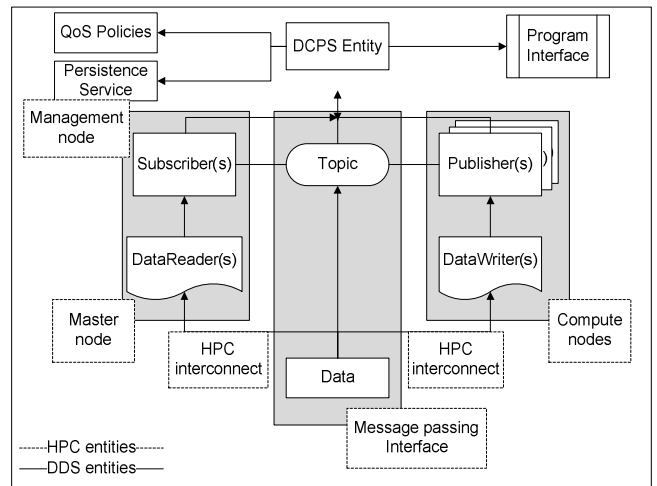 QoS Policies
DCPS Entity
Program
Interface
Persistence
Service
Management
node
Subscriber(s)
Topic
Publisher(s)
)
DataReader(s)
DataWriter(s)
Master
node
HPC
interconnect
HPC
interconnect
Compute
nodes
Data
Message passing
Interface
HPC entities
DDS entities